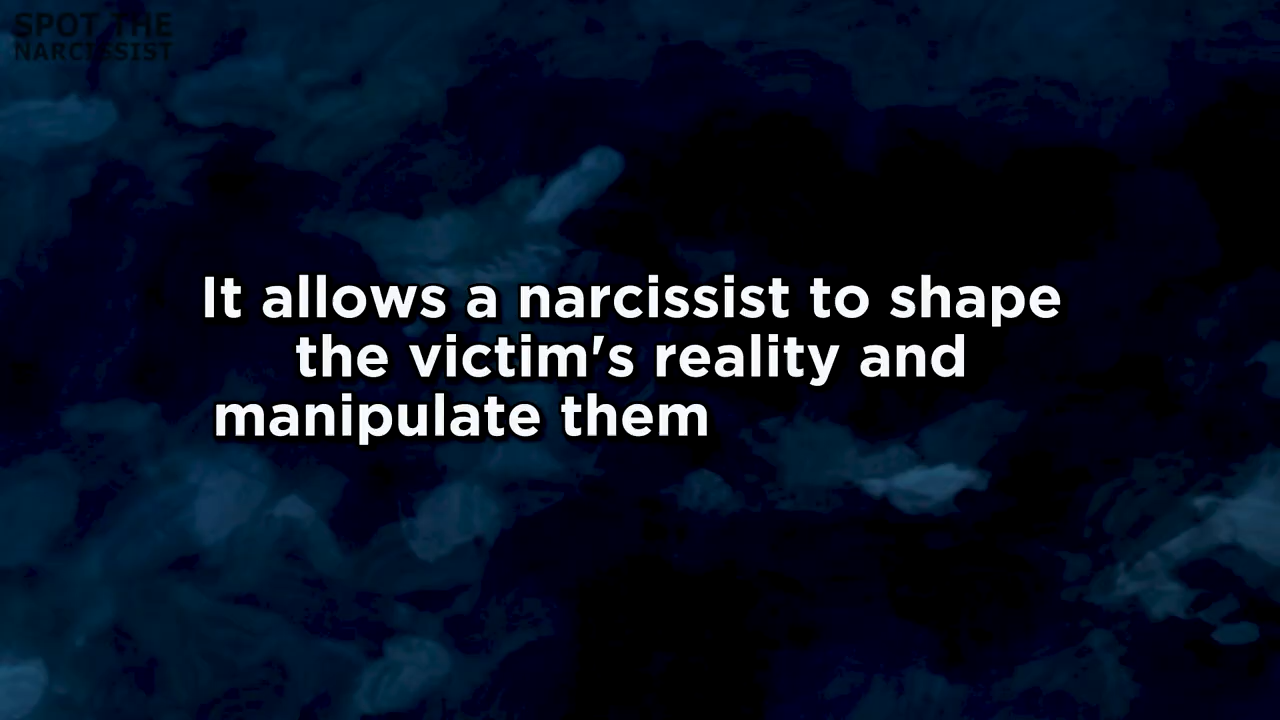 SPOT THE
NARCISSIST
It allows a narcissist to shape
the victim's reality and
manipulate them